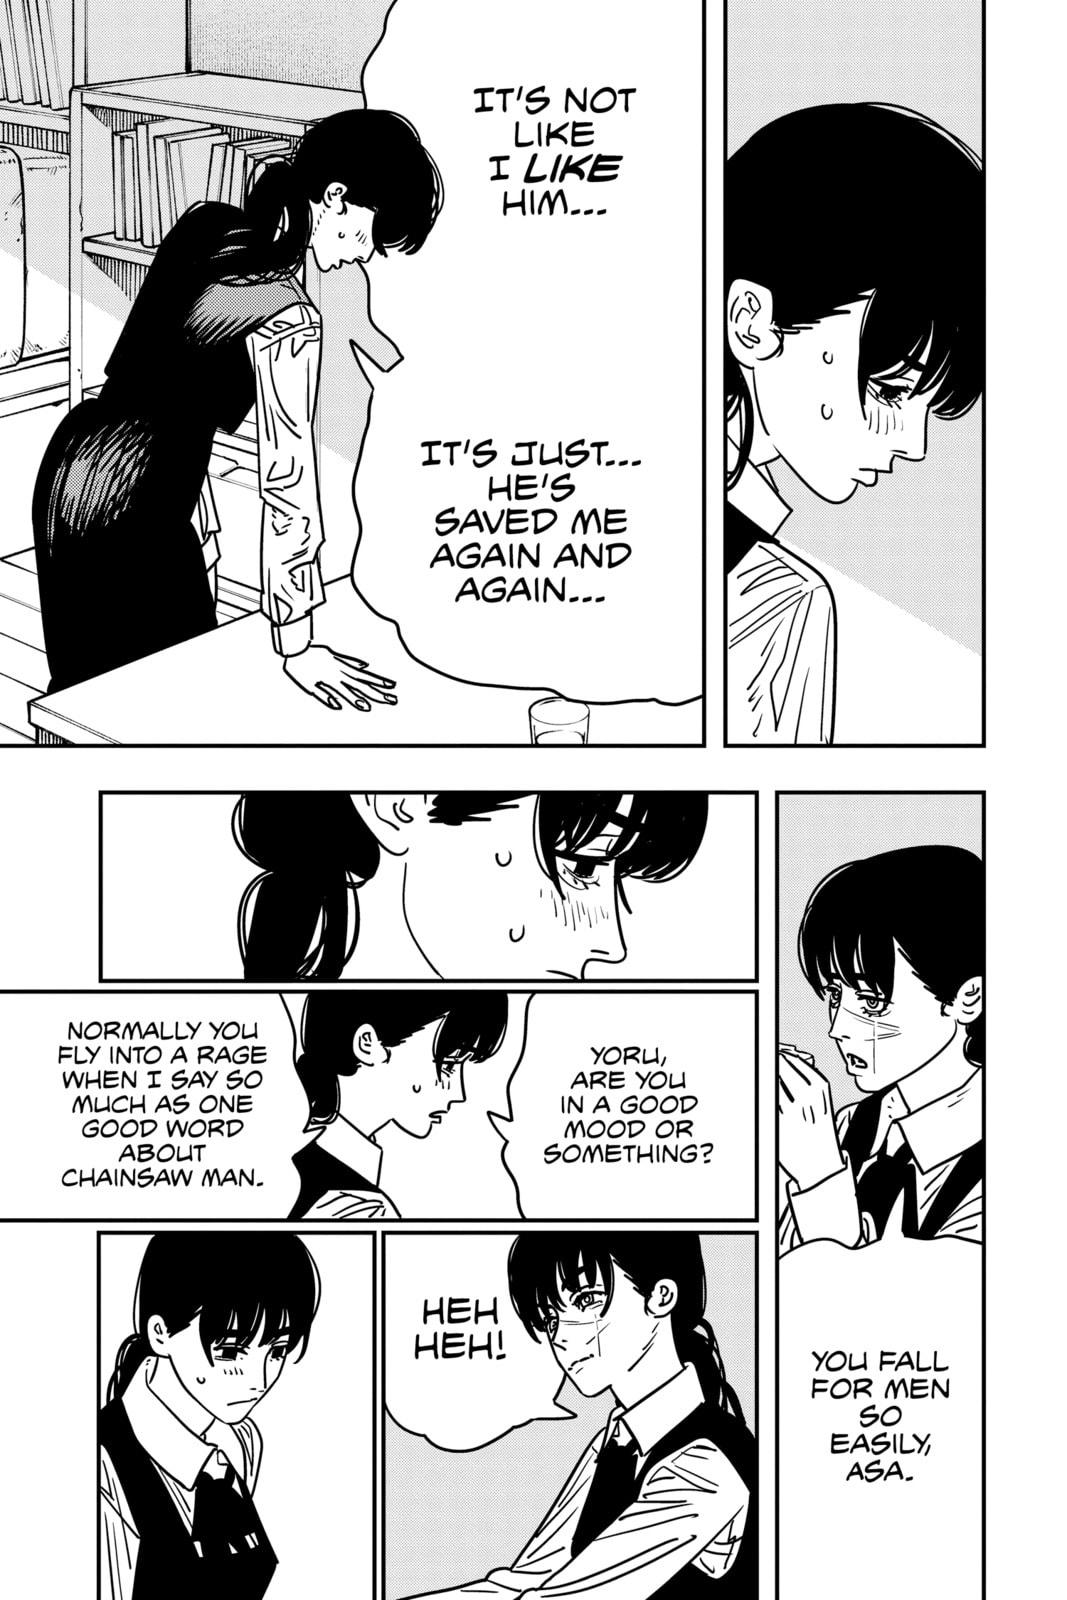 IT'S NOT
LIKE
I LIKE
HIM...
IT'S JUST...
HE'S
SAVED ME
AGAIN AND
AGAIN...
YOU FALL
FOR MEN
SO
EASILY,
ASA.
YORU,
ARE YOU
IN A GOOD
MOOD OR
SOMETHING?
NORMALLY YOU
FLY INTO A RAGE
WHEN I SAY SO
MUCH AS ONE
GOOD WORD
ABOUT
CHAINSAW MAN.
HEH
HEH!